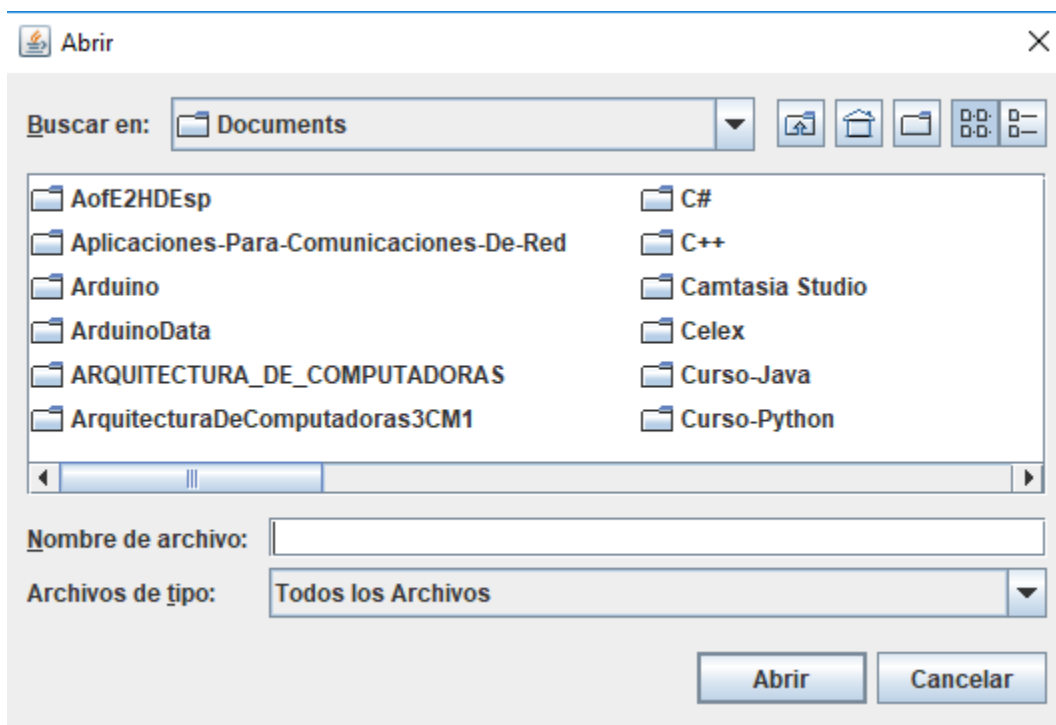 Abrir
Buscar en: Documents
AofE2HDEsp
Aplicaciones-Para-Comunicaciones-De-Red
Arduino
ArduinoData
ARQUITECTURA_DE_COMPUTADORAS
ArquitecturaDeComputadoras3CM1
C#
C++
Camtasia Studio
Celex
Curso-Java
Curso-Python
Nombre de archivo:
Archivos de tipo: Todos los Archivos
Abrir Cancelar